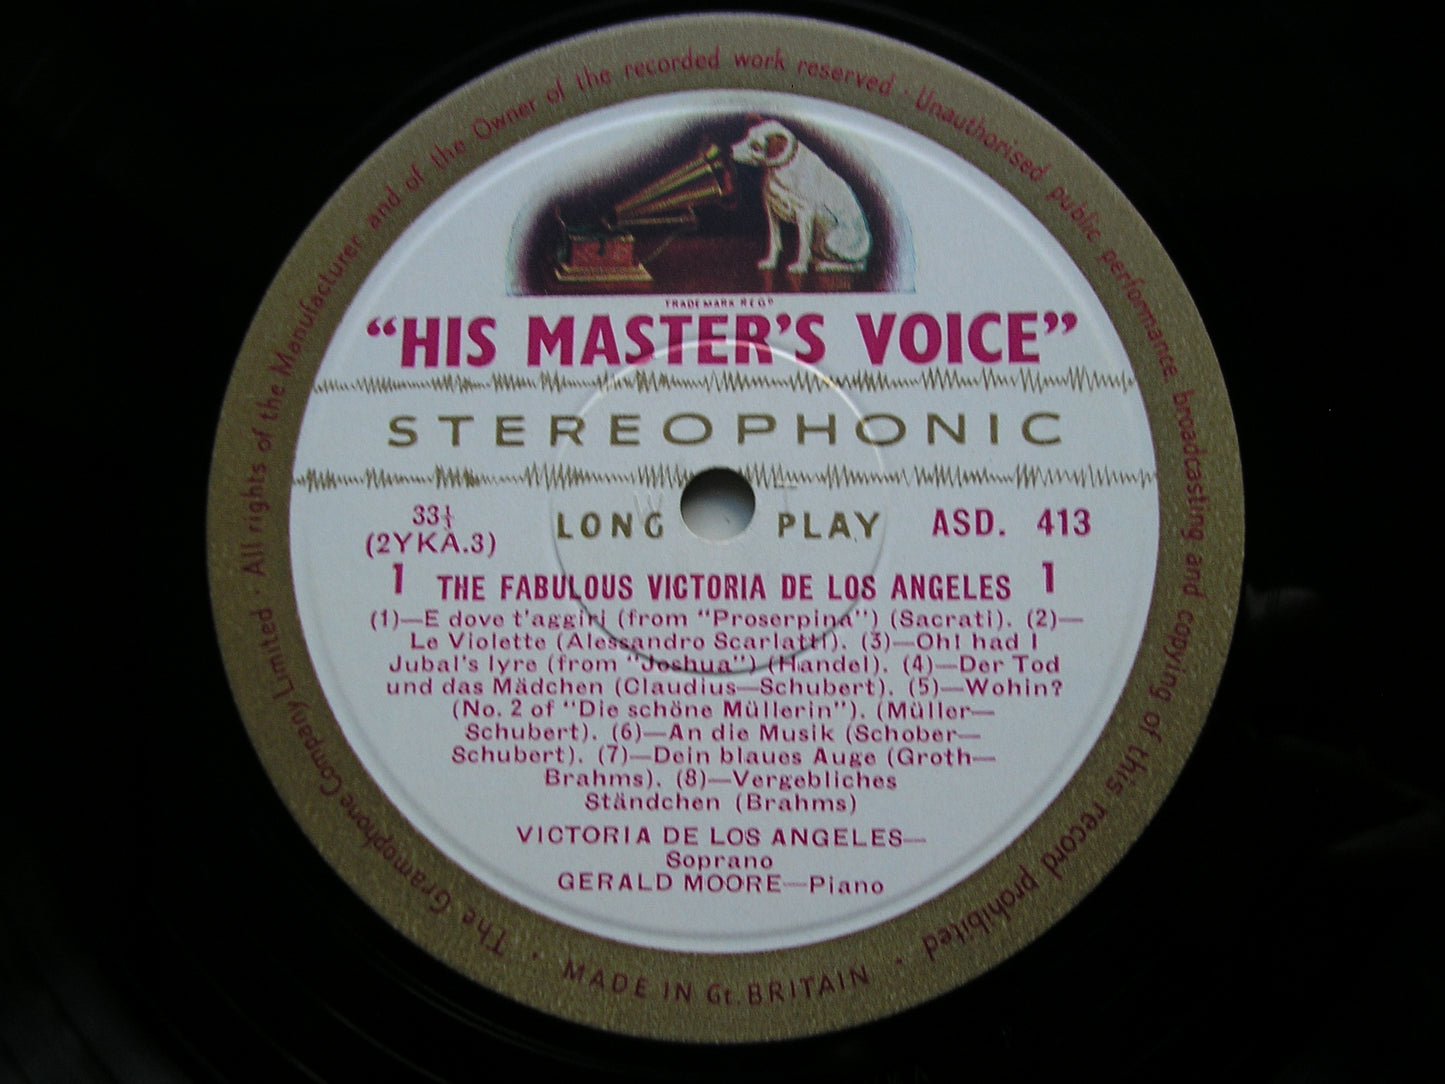 The Gramophone Company Limited · All rights of the Manufacturer and of the Owner of the recorded work reserved · Unauthorised public performance, broadcasting and copying of this record prohibited ·
TRADE MARK REGD
“HIS MASTER'S VOICE”
STEREOPHONIC
33⅓
(2YKA.3)
LONG PLAY
W T
ASD. 413
1 THE FABULOUS VICTORIA DE LOS ANGELES 1
(1)—E dove t'aggiri (from “Proserpina”) (Sacrati). (2)—
Le Violette (Alessandro Scarlatti). (3)—Oh! had I
Jubal's lyre (from “Joshua”) (Handel). (4)—Der Tod
und das Mädchen (Claudius—Schubert). (5)—Wohin?
(No. 2 of “Die schöne Müllerin”). (Müller—
Schubert). (6)—An die Musik (Schober—
Schubert). (7)—Dein blaues Auge (Groth—
Brahms). (8)—Vergebliches
Ständchen (Brahms)
VICTORIA DE LOS ANGELES—
Soprano
GERALD MOORE—Piano
MADE IN Gt. BRITAIN ·